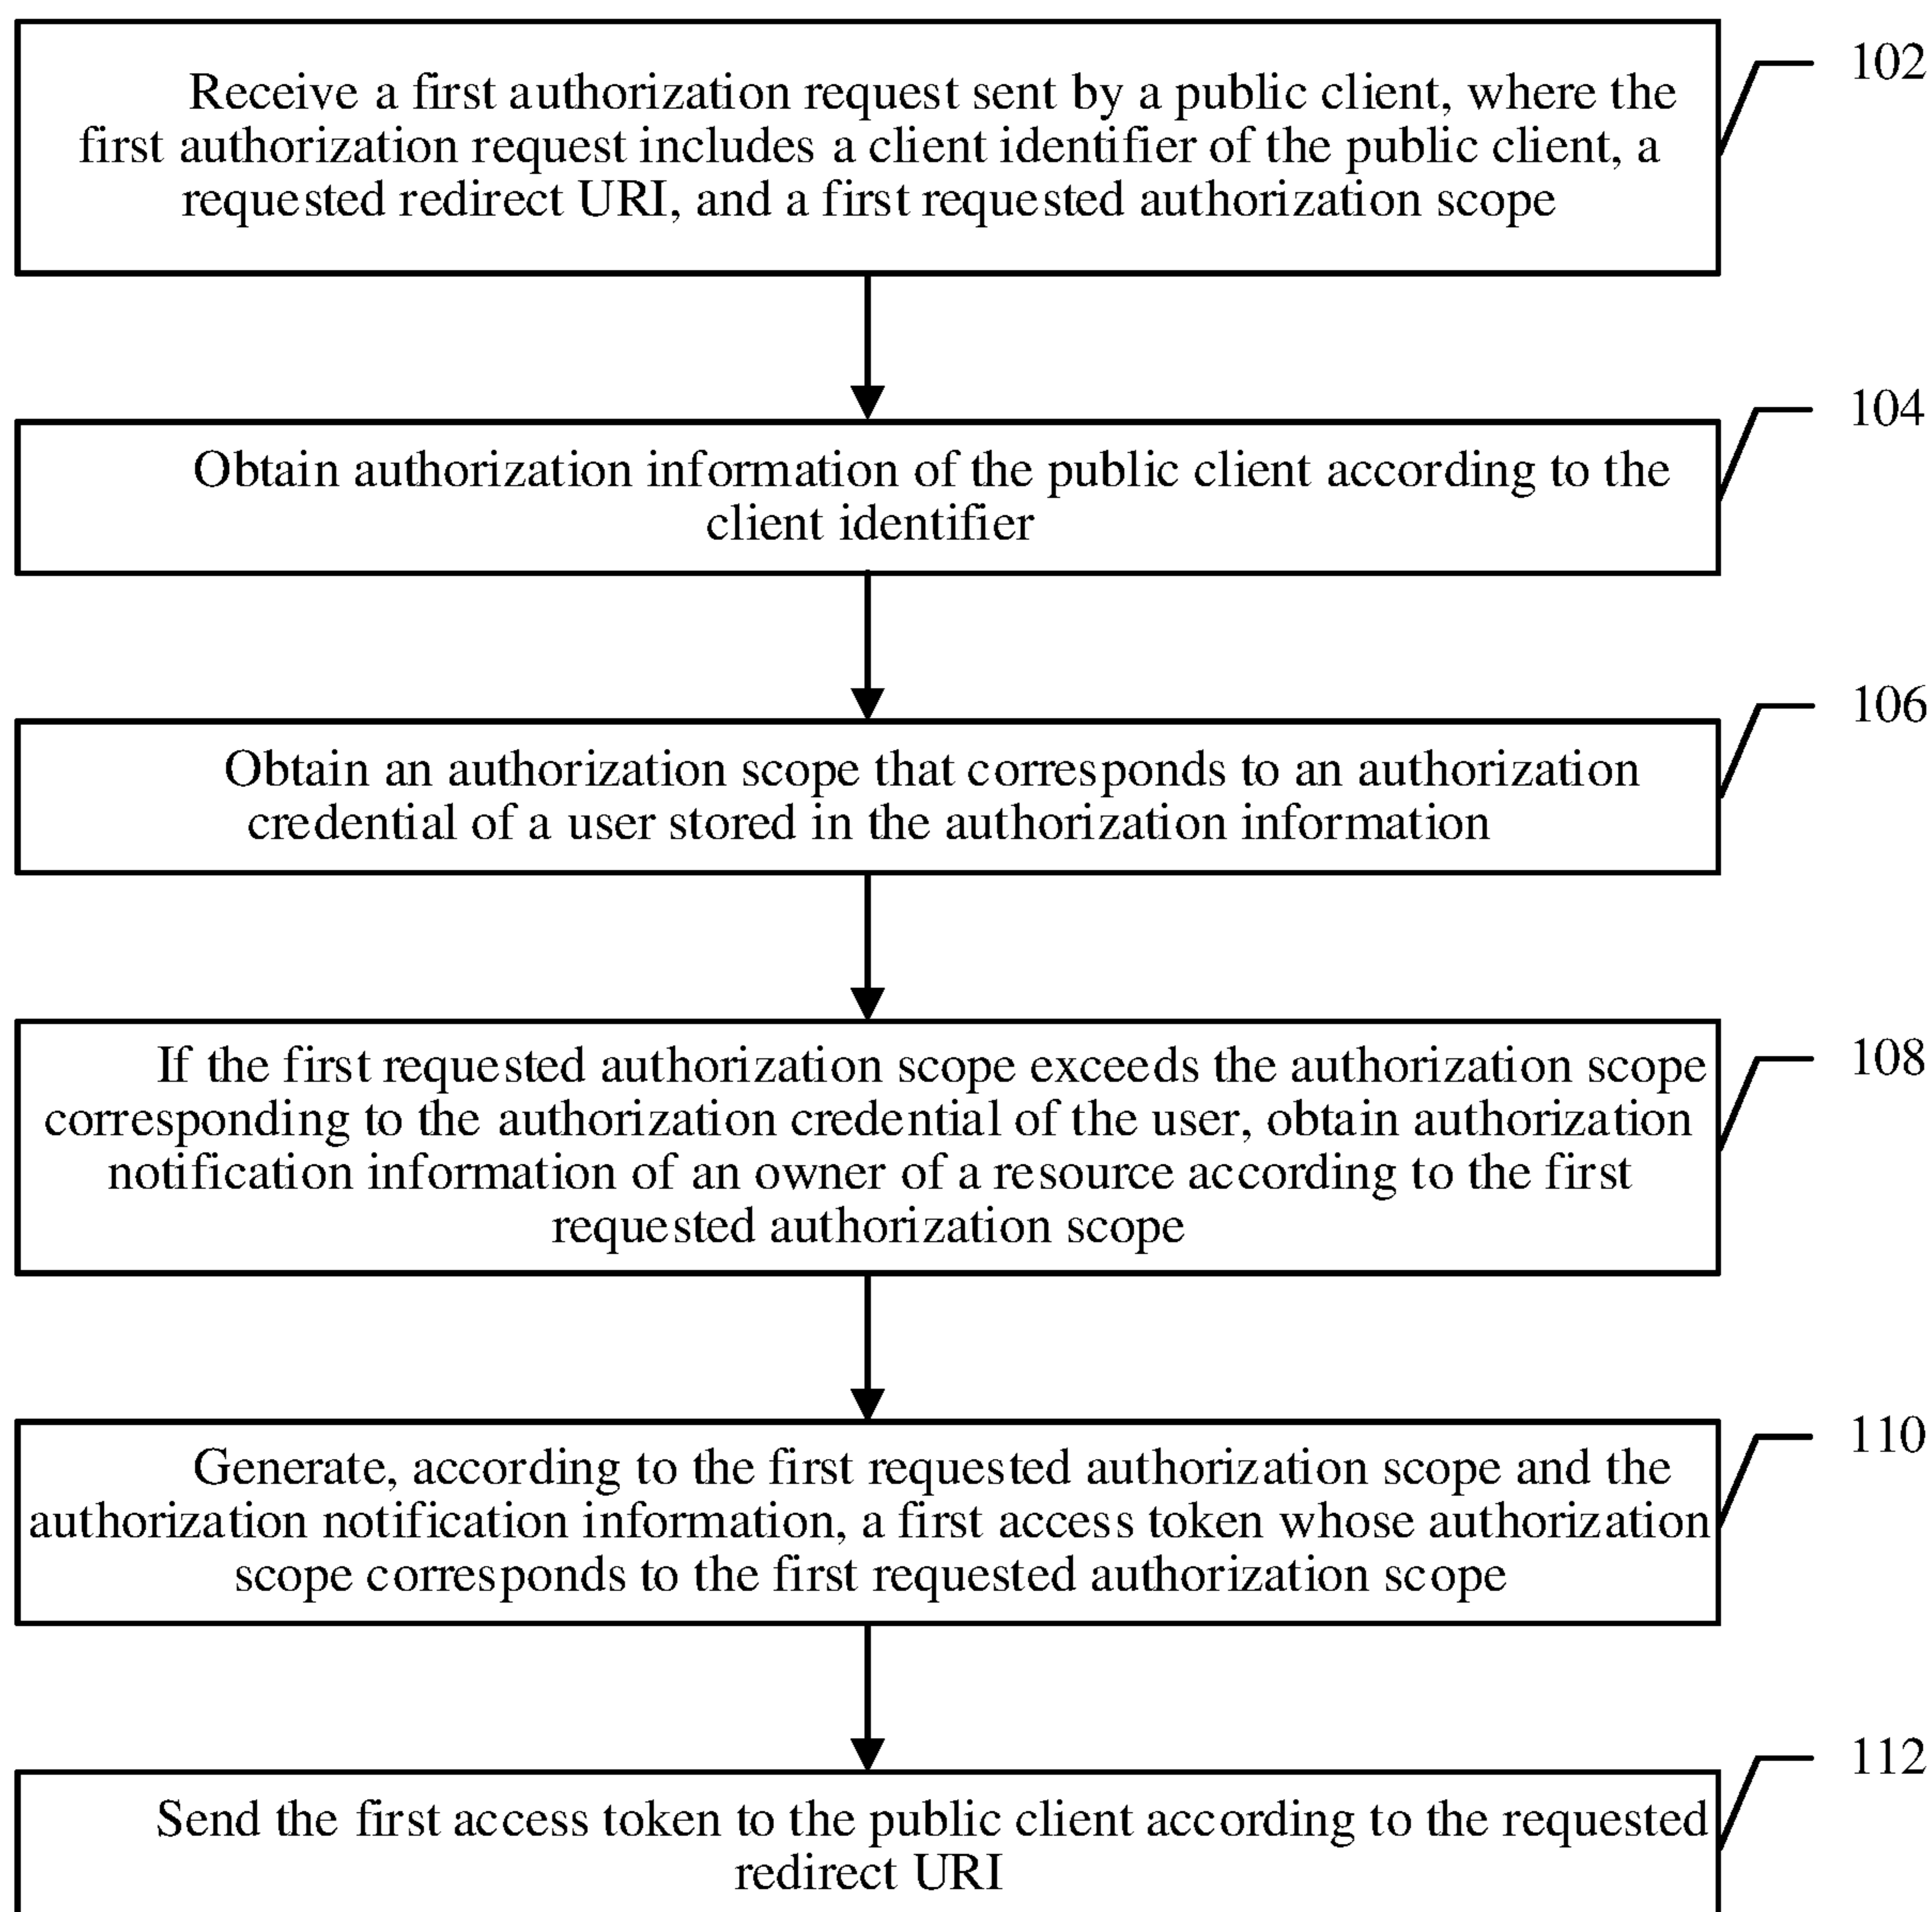 Receive a first authorization request sent by a public client, where the
first authorization request includes a client identifier of the public client, a
requested redirect URI, and a first requested authorization scope
102
Obtain authorization information of the public client according to the
client identifier
104
Obtain an authorization scope that corresponds to an authorization
credential of a user stored in the authorization information
106
If the first requested authorization scope exceeds the authorization scope
corresponding to the authorization credential of the user, obtain authorization
notification information of an owner of a resource according to the first
requested authorization scope
108
Generate, according to the first requested authorization scope and the
authorization notification information, a first access token whose authorization
scope corresponds to the first requested authorization scope
110
Send the first access token to the public client according to the requested
redirect URI
112